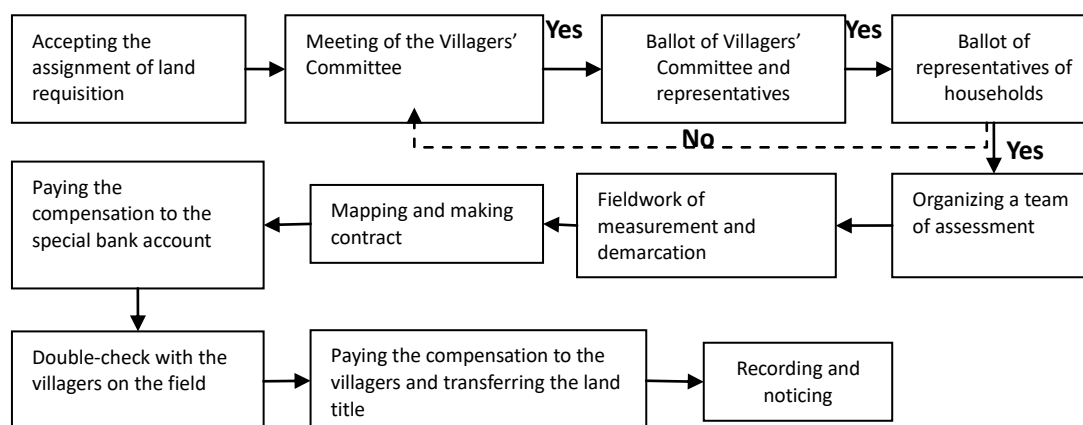 Accepting the
assignment of land
requisition
Meeting of the Villagers’
Committee
Yes
Ballot of Villagers’
Committee and
representatives
Yes
Ballot of
representatives of
households
No
Yes
Organizing a team
of assessment
Fieldwork of
measurement and
demarcation
Mapping and making
contract
Paying the
compensation to the
special bank account
Double-check with the
villagers on the field
Paying the compensation to the
villagers and transferring the land
title
Recording and
noticing